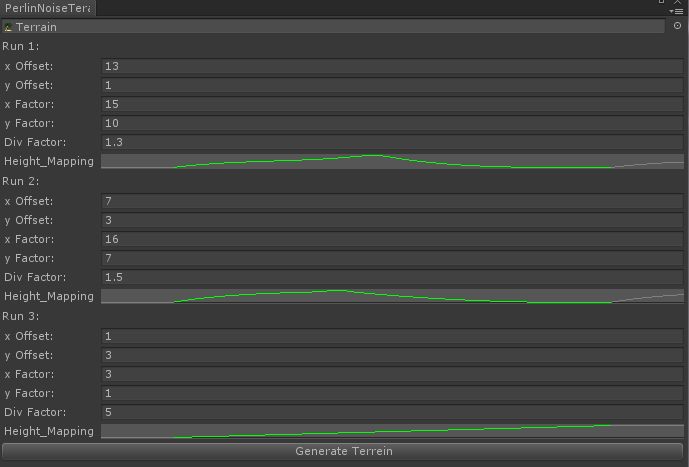 PerlinNoiseTerra
Terrain
Run 1:
x Offset: 13
y Offset: 1
x Factor: 15
y Factor: 10
Div Factor: 1.3
Height_Mapping
Run 2:
x Offset: 7
y Offset: 3
x Factor: 16
y Factor: 7
Div Factor: 1.5
Height_Mapping
Run 3:
x Offset: 1
y Offset: 3
x Factor: 3
y Factor: 1
Div Factor: 5
Height_Mapping
Generate Terrein